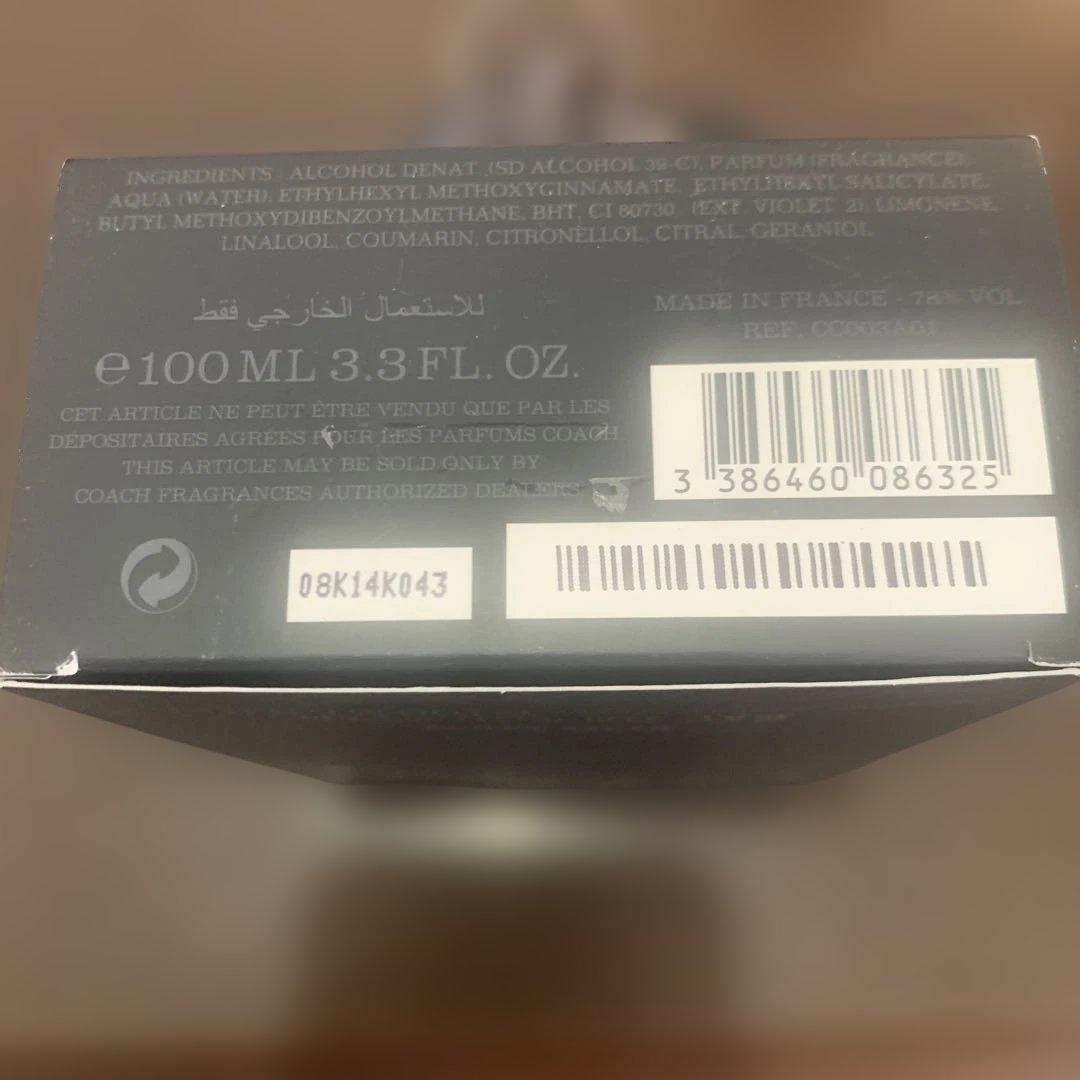 INGREDIENTS : ALCOHOL DENAT. (SD ALCOHOL 39-C), PARFUM (FRAGRANCE),
AQUA (WATER), ETHYLHEXYL METHOXYCINNAMATE, ETHYLHEXYL SALICYLATE,
BUTYL METHOXYDIBENZOYLMETHANE, BHT, CI 60730 (EXT. VIOLET 2), LIMONENE,
LINALOOL, COUMARIN, CITRONELLOL, CITRAL, GERANIOL
للاستعمال الخارجي فقط
MADE IN FRANCE - 78% VOL
REF. CC003A01
e100 ML 3.3 FL. OZ.
CET ARTICLE NE PEUT ÊTRE VENDU QUE PAR LES
DÉPOSITAIRES AGRÉÉS POUR LES PARFUMS COACH.
THIS ARTICLE MAY BE SOLD ONLY BY
COACH FRAGRANCES AUTHORIZED DEALERS
3 386460 086325
08K14K043